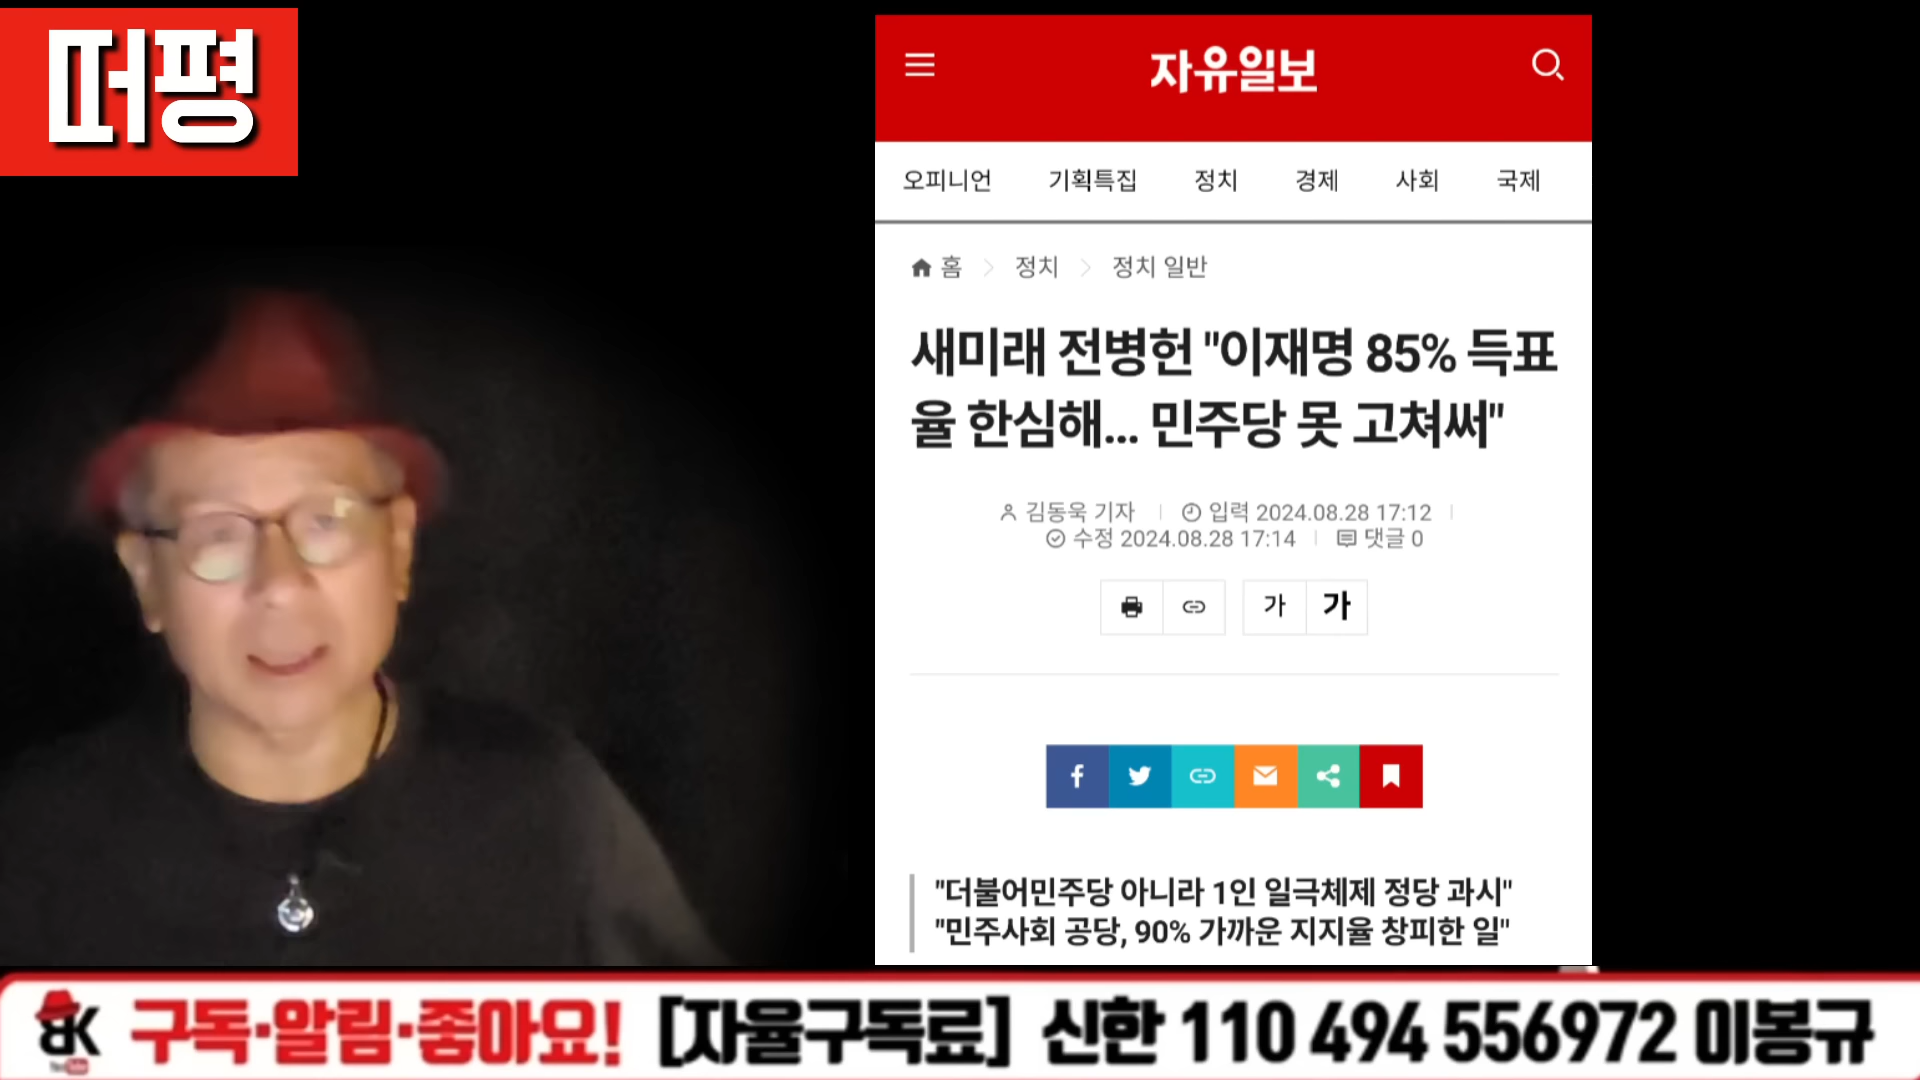 떠평
자유일보
오피니언 기획특집 정치 경제 사회 국제
홈 정치 정치 일반
새미래 전병헌 "이재명 85% 득표
율 한심해... 민주당 못 고쳐써"
김동욱 기자 입력 2024.08.28 17:12
수정 2024.08.28 17:14 댓글 0
가 가
"더불어민주당 아니라 1인 일극체제 정당 과시"
"민주사회 공당, 90% 가까운 지지율 창피한 일"
BK 구독·알림·좋아요! [자율구독료] 신한 110 494 556972 이봉규
YouTube